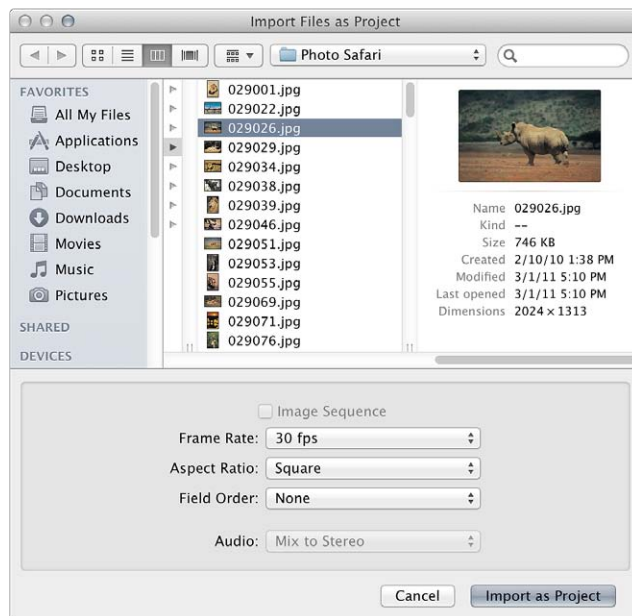 Import Files as Project
Photo Safari
FAVORITES
All My Files
Applications
Desktop
Documents
Downloads
Movies
Music
Pictures
SHARED
DEVICES
029001.jpg
029022.jpg
029026.jpg
029029.jpg
029034.jpg
029038.jpg
029039.jpg
029046.jpg
029051.jpg
029053.jpg
029055.jpg
029069.jpg
029071.jpg
029076.jpg
Name 029026.jpg
Kind --
Size 746 KB
Created 2/10/10 1:38 PM
Modified 3/1/11 5:10 PM
Last opened 3/1/11 5:10 PM
Dimensions 2024 × 1313
Image Sequence
Frame Rate: 30 fps
Aspect Ratio: Square
Field Order: None
Audio: Mix to Stereo
Cancel
Import as Project